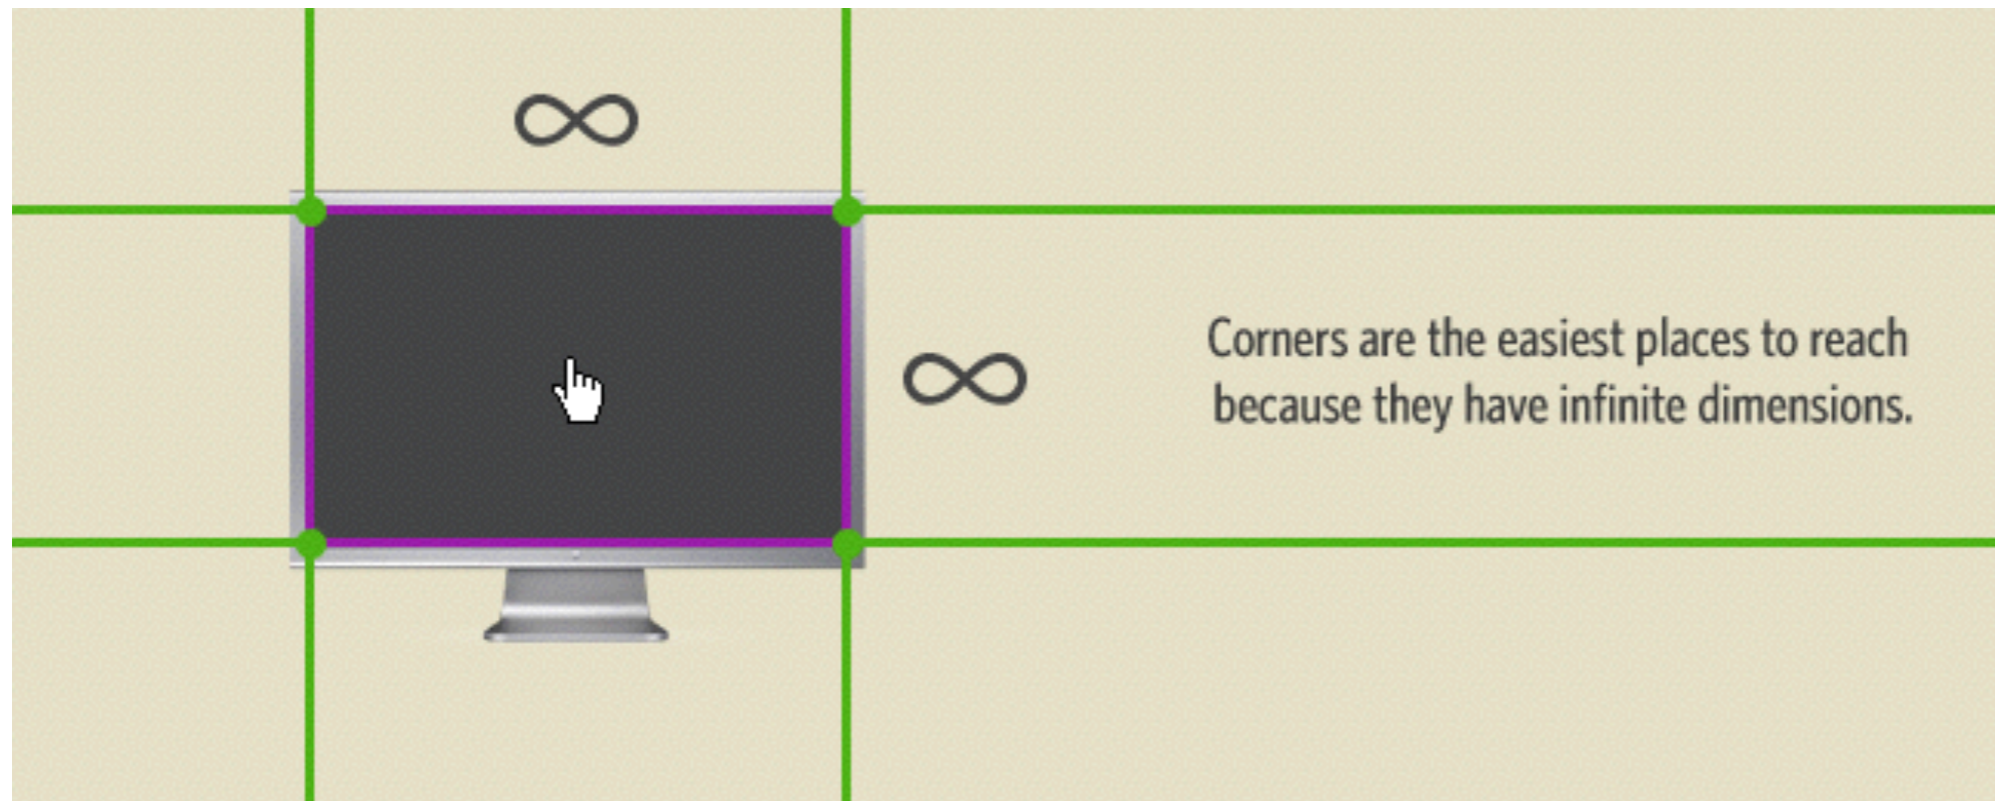 ∞
∞
Corners are the easiest places to reach
because they have infinite dimensions.